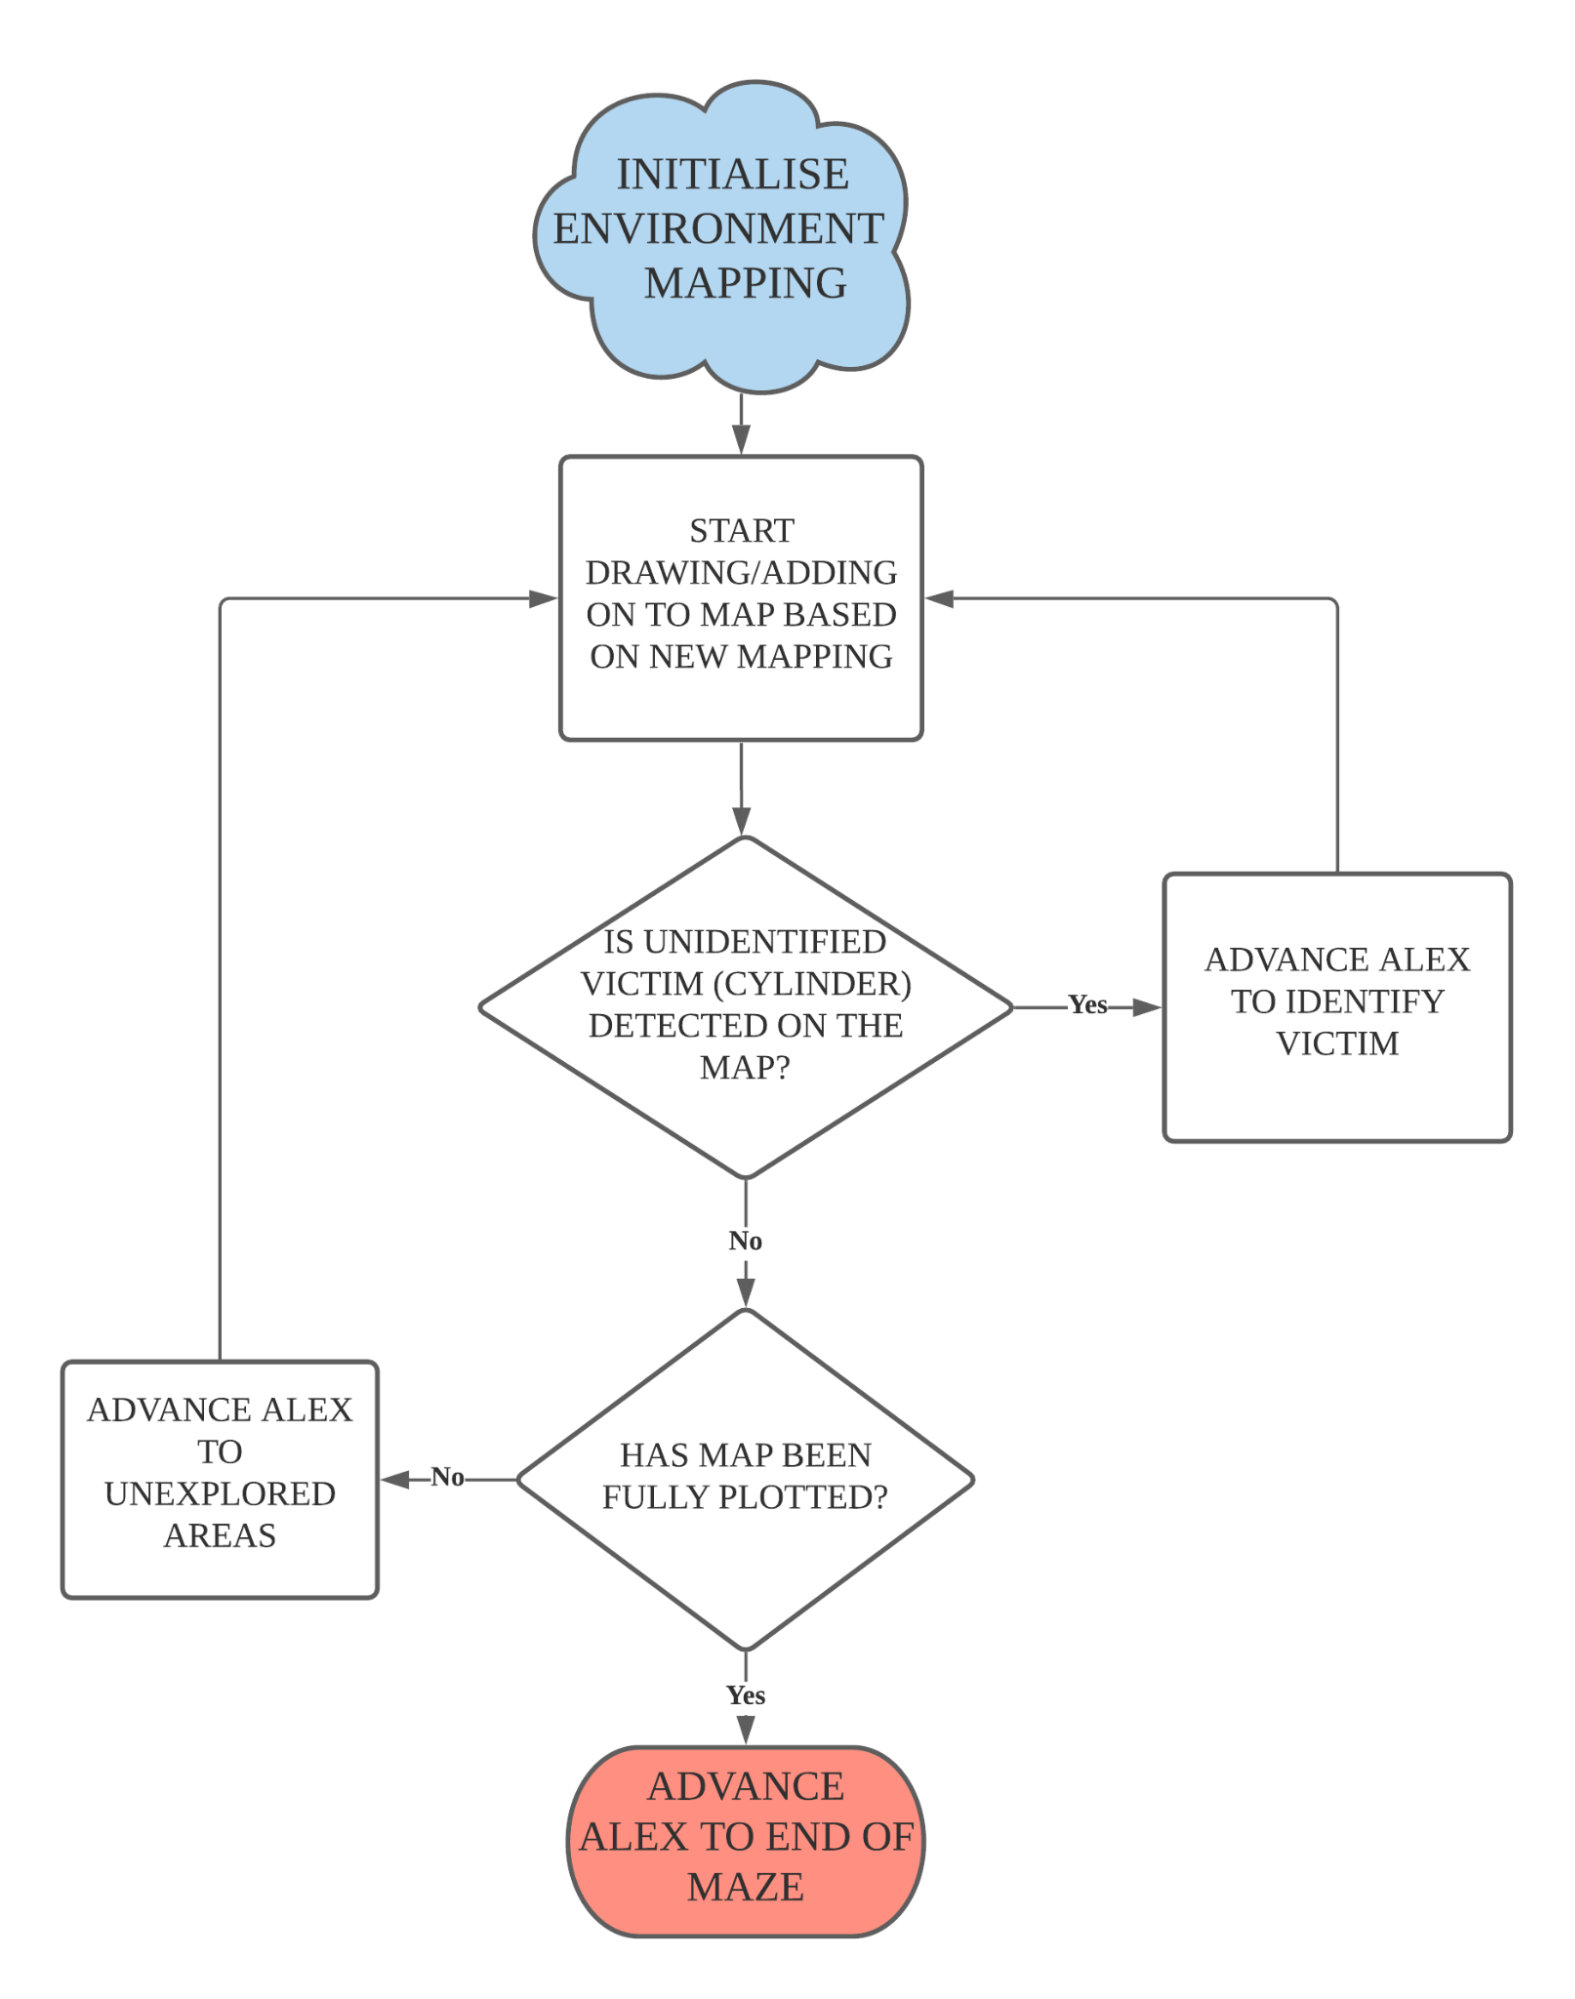 INITIALISE
ENVIRONMENT
MAPPING
START
DRAWING/ADDING
ON TO MAP BASED
ON NEW MAPPING
IS UNIDENTIFIED
VICTIM (CYLINDER)
DETECTED ON THE
MAP?
Yes
ADVANCE ALEX
TO IDENTIFY
VICTIM
No
HAS MAP BEEN
FULLY PLOTTED?
No
ADVANCE ALEX
TO
UNEXPLORED
AREAS
Yes
ADVANCE
ALEX TO END OF
MAZE